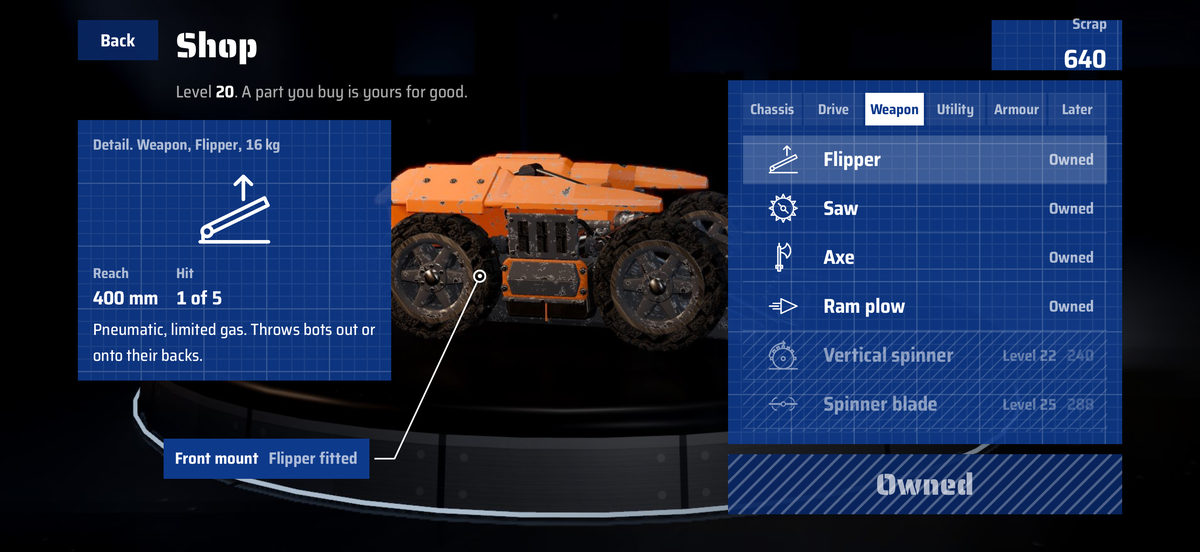 Back
Shop
Scrap
640
Level 20. A part you buy is yours for good.
Detail. Weapon, Flipper, 16 kg
Reach
Hit
400 mm
1 of 5
Pneumatic, limited gas. Throws bots out or
onto their backs.
Front mount Flipper fitted
Chassis Drive Weapon Utility Armour Later
Flipper Owned
Saw Owned
Axe Owned
Ram plow Owned
Vertical spinner Level 22 240
Spinner blade Level 25 288
Owned